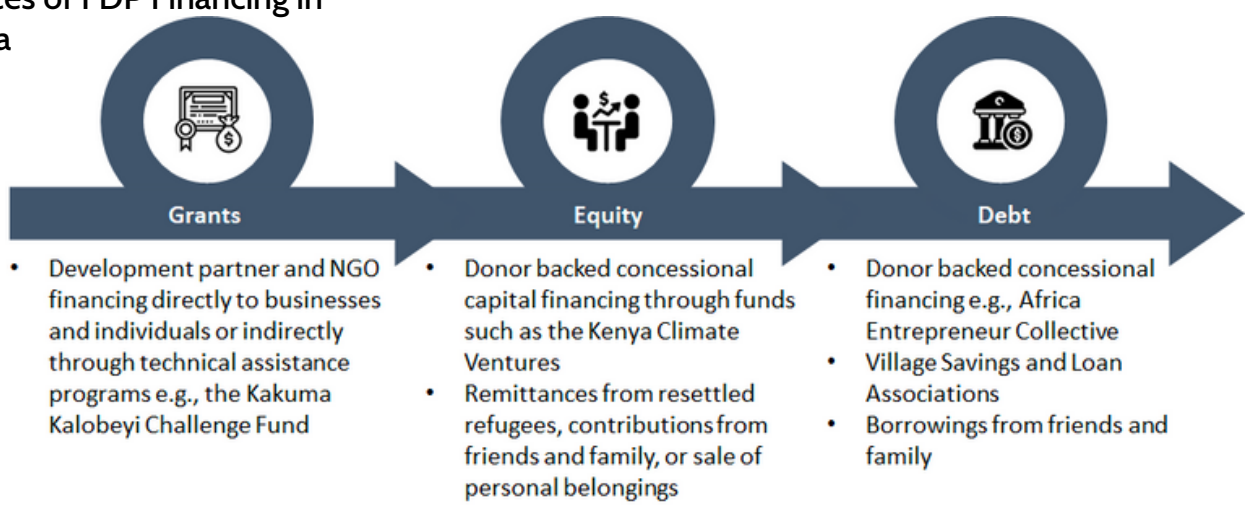 Financing in
a
Grants
Equity
Debt
• Development partner and NGO
financing directly to businesses
and individuals or indirectly
through technical assistance
programs e.g., the Kakuma
Kalobeyi Challenge Fund
• Donor backed concessional
capital financing through funds
such as the Kenya Climate
Ventures
• Remittances from resettled
refugees, contributions from
friends and family, or sale of
personal belongings
• Donor backed concessional
financing e.g., Africa
Entrepreneur Collective
• Village Savings and Loan
Associations
• Borrowings from friends and
family